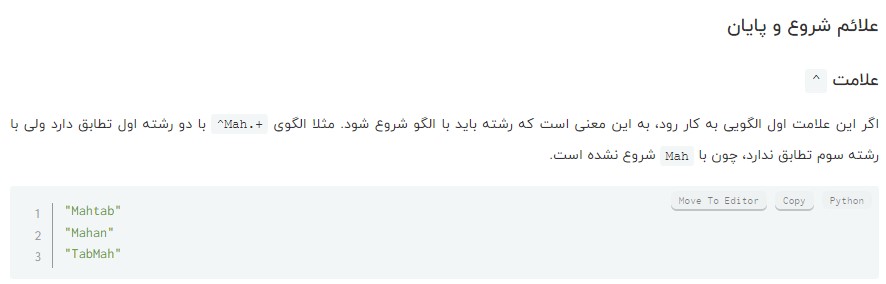 علائم شروع و پایان
علامت ^
اگر این علامت اول الگویی به کار رود، به این معنی است که رشته باید با الگو شروع شود. مثلا الگوی ^Mah.+ با دو رشته اول تطابق دارد ولی با
رشته سوم تطابق ندارد، چون با Mah شروع نشده است.
Move To Editor Copy Python
1 "Mahtab"
2 "Mahan"
3 "TabMah"